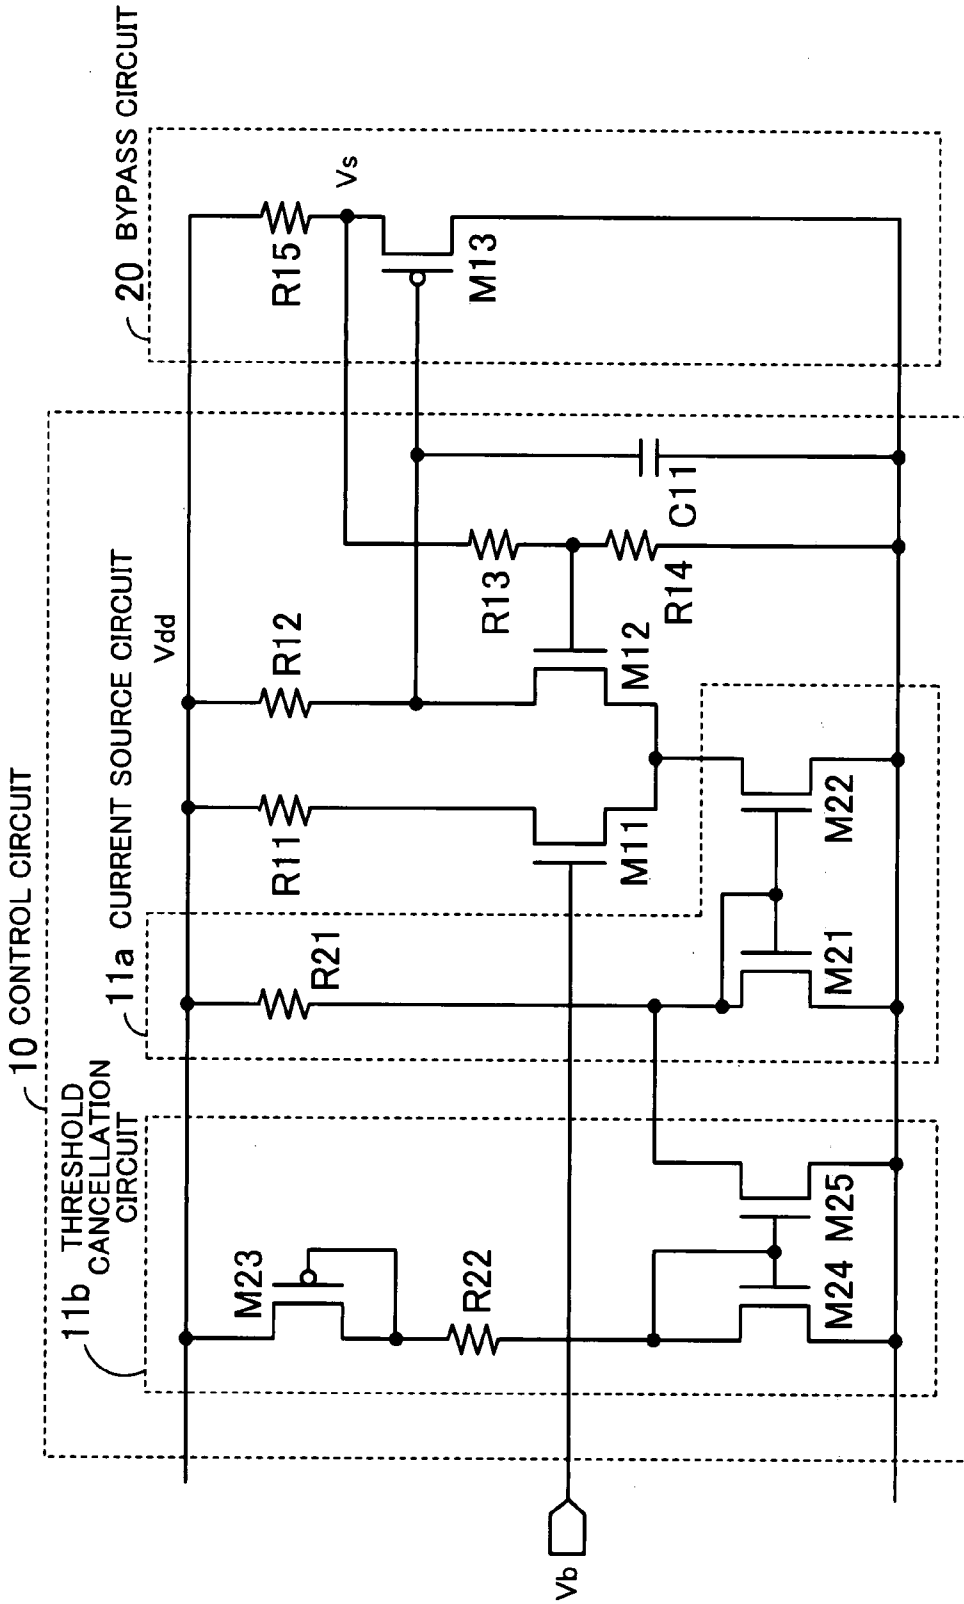 10 CONTROL CIRCUIT
11b THRESHOLD
CANCELLATION
CIRCUIT
11a CURRENT SOURCE CIRCUIT
20 BYPASS CIRCUIT
Vdd
M23
R22
M24
M25
R21
M21
M22
R11
R12
M11
M12
R13
R14
C11
R15
Vs
M13
Vb